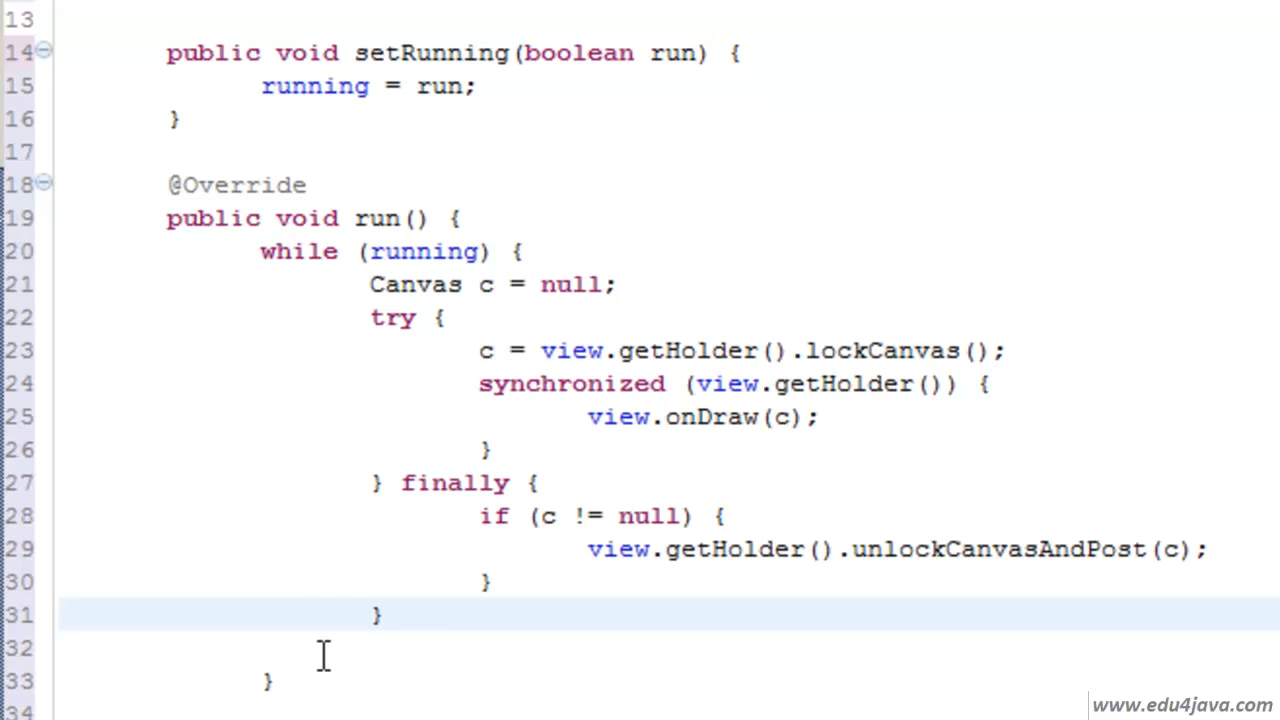 13
14 public void setRunning(boolean run) {
15 running = run;
16 }
17
18 @Override
19 public void run() {
20 while (running) {
21 Canvas c = null;
22 try {
23 c = view.getHolder().lockCanvas();
24 synchronized (view.getHolder()) {
25 view.onDraw(c);
26 }
27 } finally {
28 if (c != null) {
29 view.getHolder().unlockCanvasAndPost(c);
30 }
31 }
32
33 }
34
www.edu4java.com